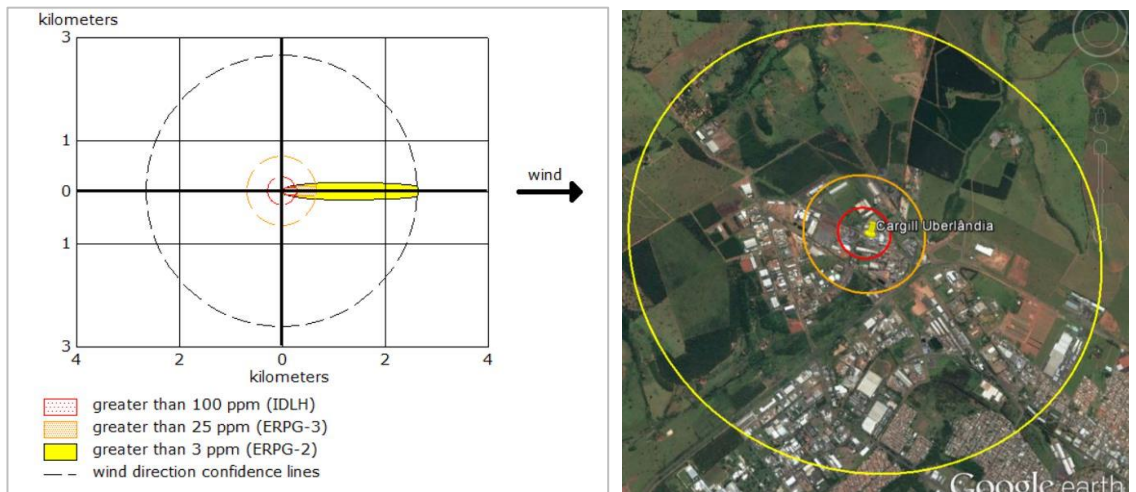 kilometers
3
1
0
1
3
4
2
0
2
4
kilometers
wind
greater than 100 ppm (IDLH)
greater than 25 ppm (ERPG-3)
greater than 3 ppm (ERPG-2)
wind direction confidence lines
Cargill Uberlândia
Google earth